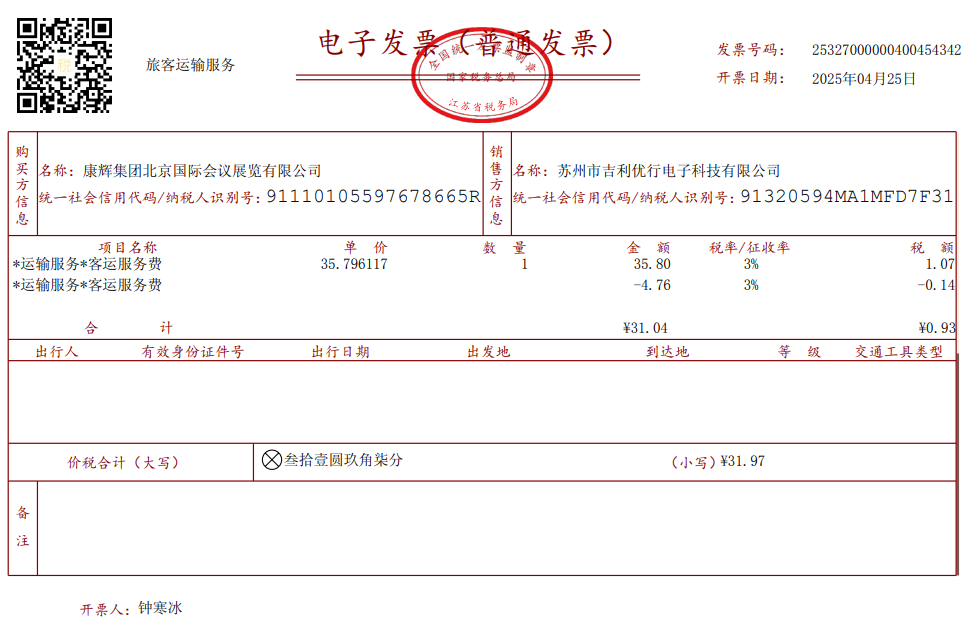 电子发票（普通发票）
旅客运输服务
全国统一发票监制章
国家税务总局
江苏省税务局
发票号码： 25327000000400454342
开票日期： 2025年04月25日
购买方信息
名称：康辉集团北京国际会议展览有限公司
统一社会信用代码/纳税人识别号：91110105597678665R
销售方信息
名称：苏州市吉利优行电子科技有限公司
统一社会信用代码/纳税人识别号：91320594MA1MFD7F31
项目名称 单价 数量 金额 税率/征收率 税额
*运输服务*客运服务费 35.796117 1 35.80 3% 1.07
*运输服务*客运服务费 -4.76 3% -0.14
合计 ¥31.04 ¥0.93
出行人 有效身份证件号 出行日期 出发地 到达地 等级 交通工具类型
价税合计（大写） 叁拾壹圆玖角柒分 （小写）¥31.97
备注
开票人：钟寒冰